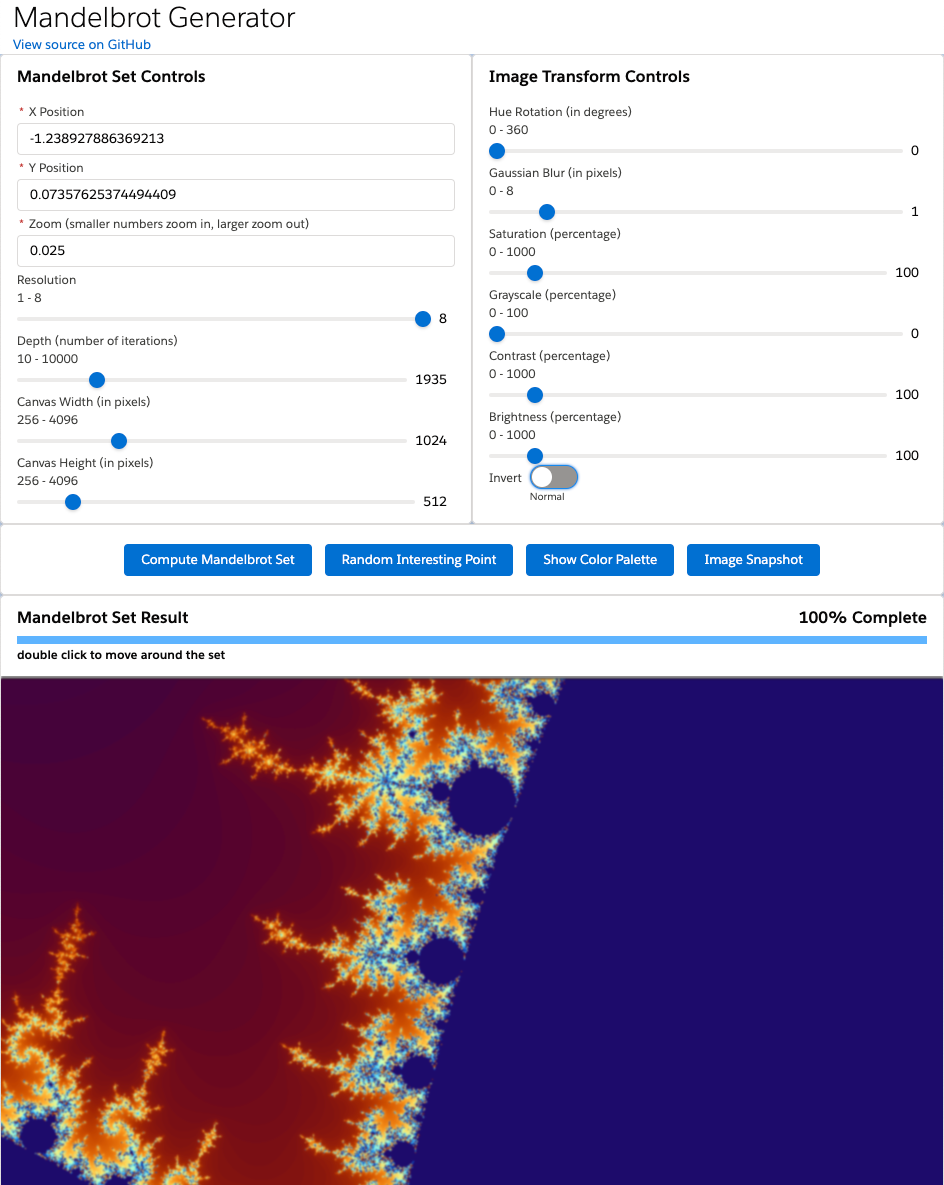 Mandelbrot Generator
View source on GitHub
Mandelbrot Set Controls
* X Position
-1.238927886369213
* Y Position
0.07357625374494409
* Zoom (smaller numbers zoom in, larger zoom out)
0.025
Resolution
1 - 8
8
Depth (number of iterations)
10 - 10000
1935
Canvas Width (in pixels)
256 - 4096
1024
Canvas Height (in pixels)
256 - 4096
512
Image Transform Controls
Hue Rotation (in degrees)
0 - 360
0
Gaussian Blur (in pixels)
0 - 8
1
Saturation (percentage)
0 - 1000
100
Grayscale (percentage)
0 - 100
0
Contrast (percentage)
0 - 1000
100
Brightness (percentage)
0 - 1000
100
Invert
Normal
Compute Mandelbrot Set
Random Interesting Point
Show Color Palette
Image Snapshot
Mandelbrot Set Result
100% Complete
double click to move around the set